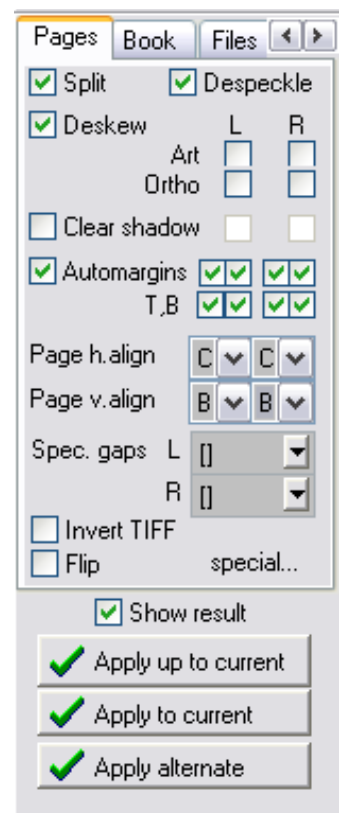 Pages Book Files
Split Despeckle
Deskew L R
Art
Ortho
Clear shadow
Automargins
T,B
Page h.align C C
Page v.align B B
Spec. gaps L []
R []
Invert TIFF
Flip special...
Show result
Apply up to current
Apply to current
Apply alternate